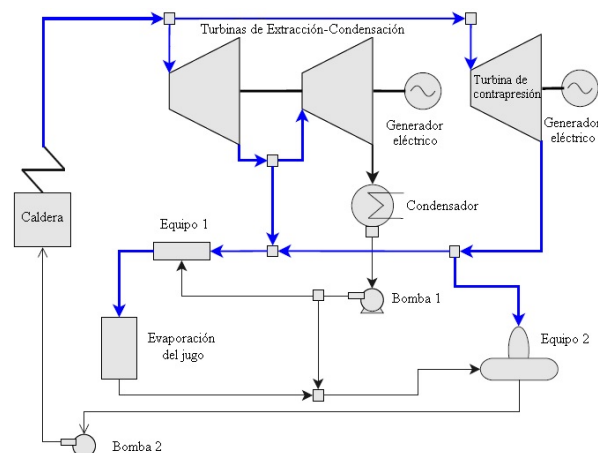 Turbinas de Extracción-Condensación
Turbina de
contrapresión
Generador
eléctrico
Generador
eléctrico
Caldera
Condensador
Equipo 1
Bomba 1
Evaporación
del jugo
Equipo 2
Bomba 2